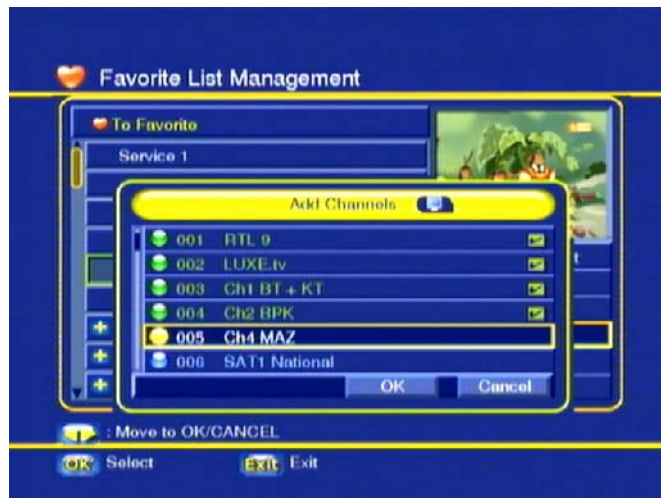 Favorite List Management
To Favorite
Service 1
Add Channels
001 RTL 9
002 LUXE.tv
003 Ch1 BT + KT
004 Ch2 BPK
005 Ch4 MAZ
006 SAT1 National
OK Cancel
: Move to OK/CANCEL
OK Select EXIT Exit